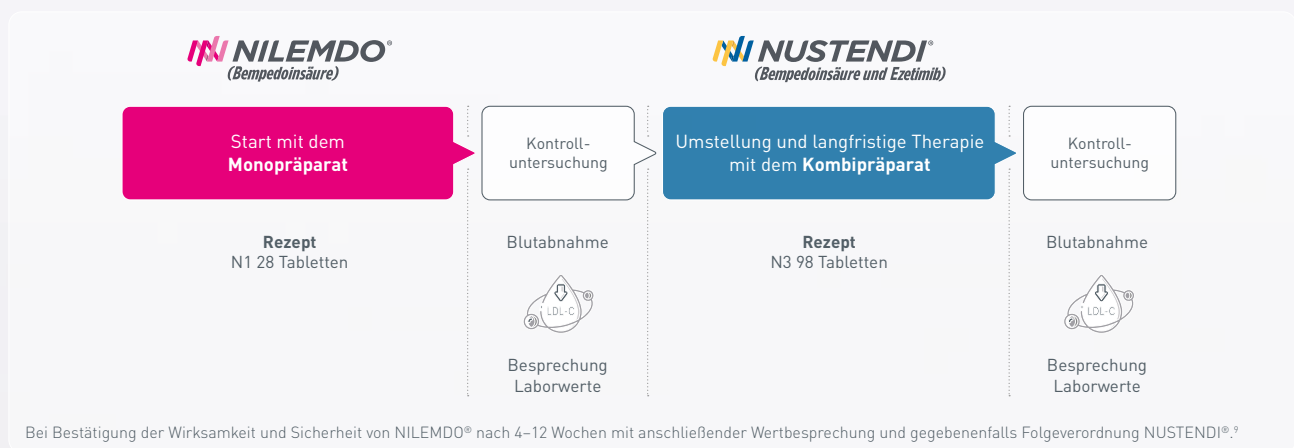 NILEMDO®
(Bempedoinsäure)
NUSTENDI®
(Bempedoinsäure und Ezetimib)
Start mit dem
Monopräparat
Kontroll-
untersuchung
Umstellung und langfristige Therapie
mit dem Kombipräparat
Kontroll-
untersuchung
Rezept
N1 28 Tabletten
Blutabnahme
LDL-C
Besprechung
Laborwerte
Rezept
N3 98 Tabletten
Blutabnahme
LDL-C
Besprechung
Laborwerte
Bei Bestätigung der Wirksamkeit und Sicherheit von NILEMDO® nach 4–12 Wochen mit anschließender Wertbesprechung und gegebenenfalls Folgeverordnung NUSTENDI®.⁹